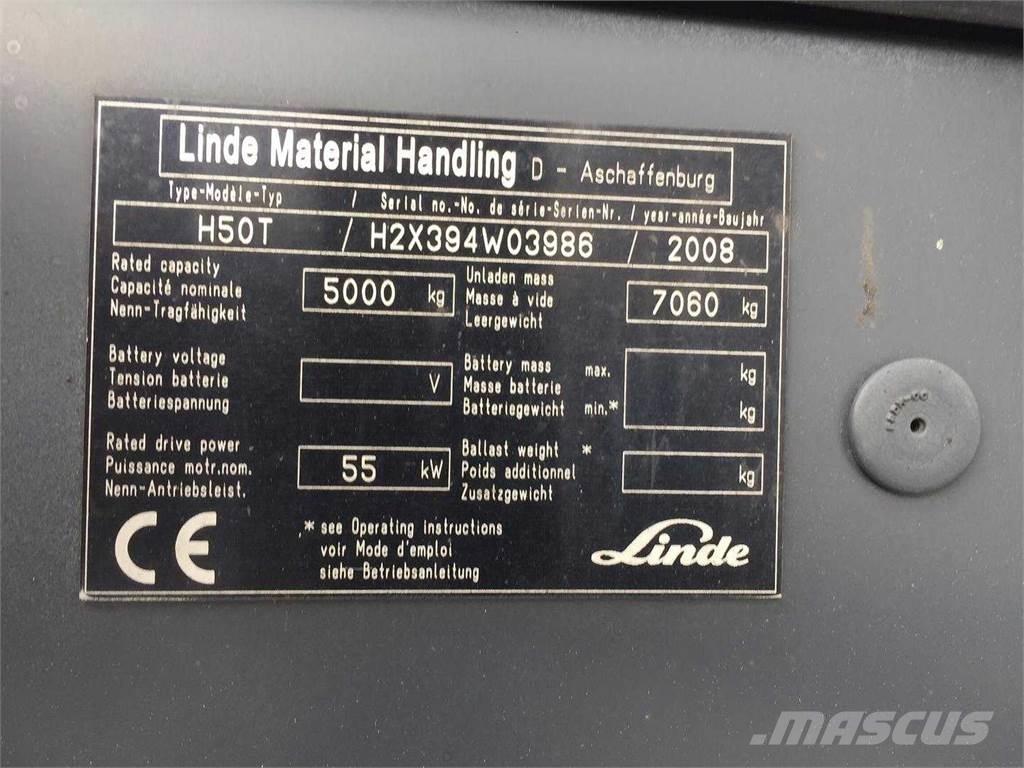 Linde Material Handling D - Aschaffenburg
Type-Modèle-Typ / Serial no.-No. de série-Serien-Nr. / year-année-Baujahr
H50T / H2X394W03986 / 2008
Rated capacity
Capacité nominale
Nenn-Tragfähigkeit
5000 kg
Unladen mass
Masse à vide
Leergewicht
7060 kg
Battery voltage
Tension batterie
Batteriespannung
V
Battery mass max. kg
Masse batterie
Batteriegewicht min.* kg
Rated drive power
Puissance motr.nom.
Nenn-Antriebsleist.
55 kW
Ballast weight *
Poids additionnel
Zusatzgewicht
kg
CE
* see Operating instructions
voir Mode d'emploi
siehe Betriebsanleitung
Linde
MASCUS